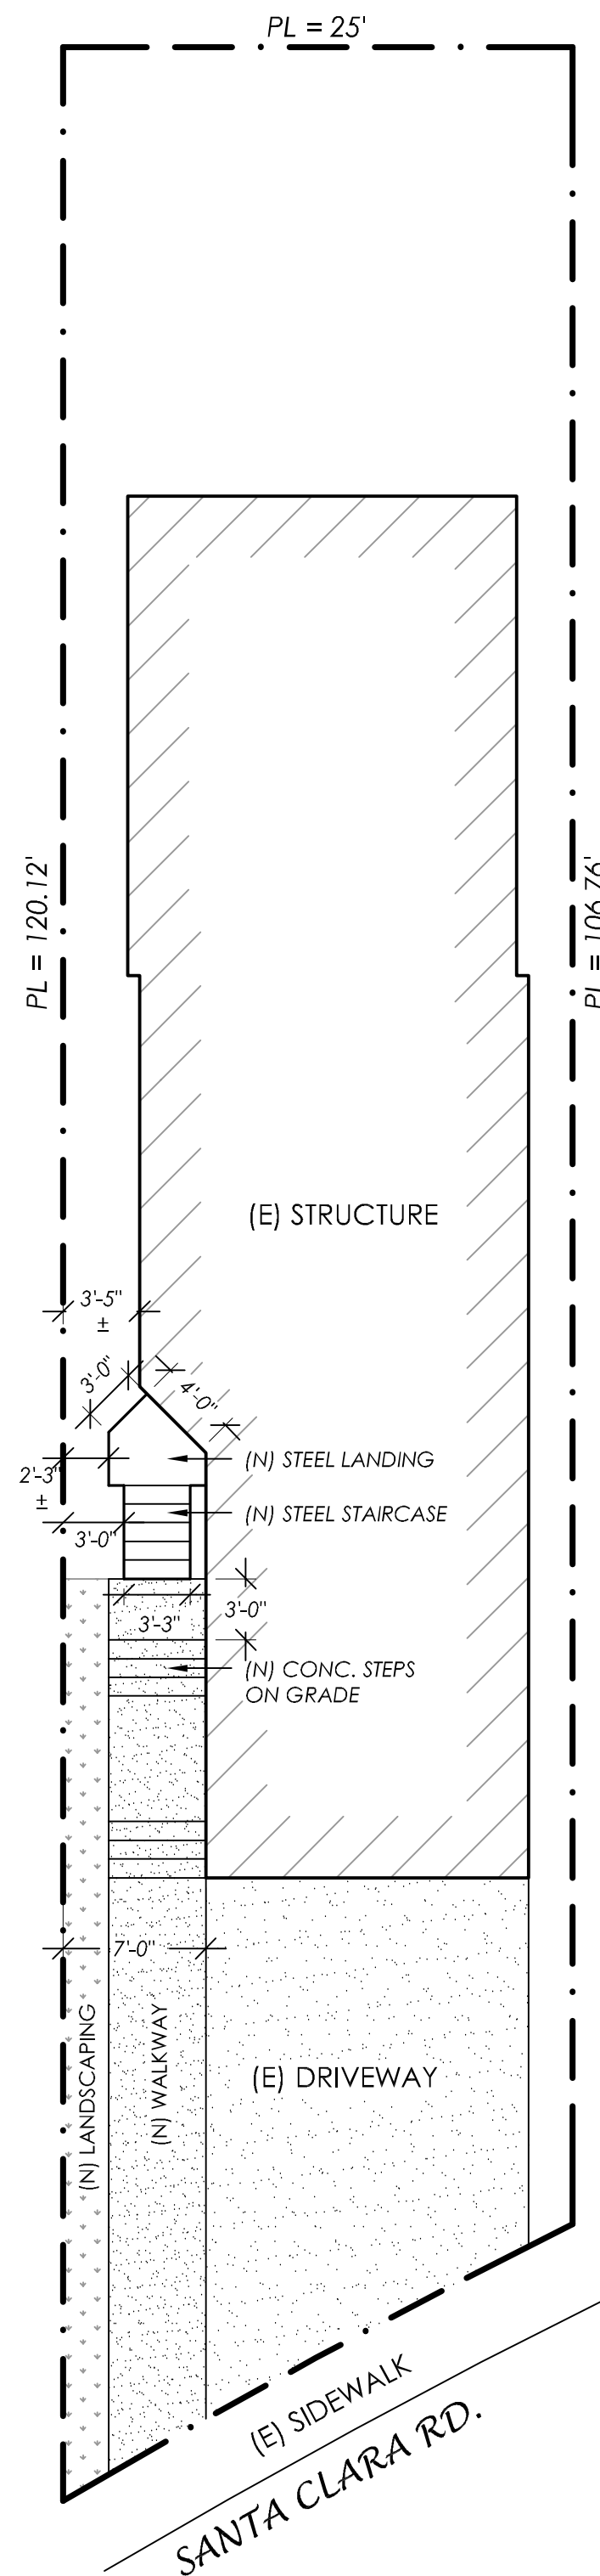 PL = 25'
PL = 120.12'
PL = 106.76'
(E) STRUCTURE
3'-5"
±
3'-0"
4'-0"
(N) STEEL LANDING
2'-3"
±
(N) STEEL STAIRCASE
3'-0"
3'-3"
3'-0"
(N) CONC. STEPS
ON GRADE
7'-0"
(N) LANDSCAPING
(N) WALKWAY
(E) DRIVEWAY
(E) SIDEWALK
SANTA CLARA RD.